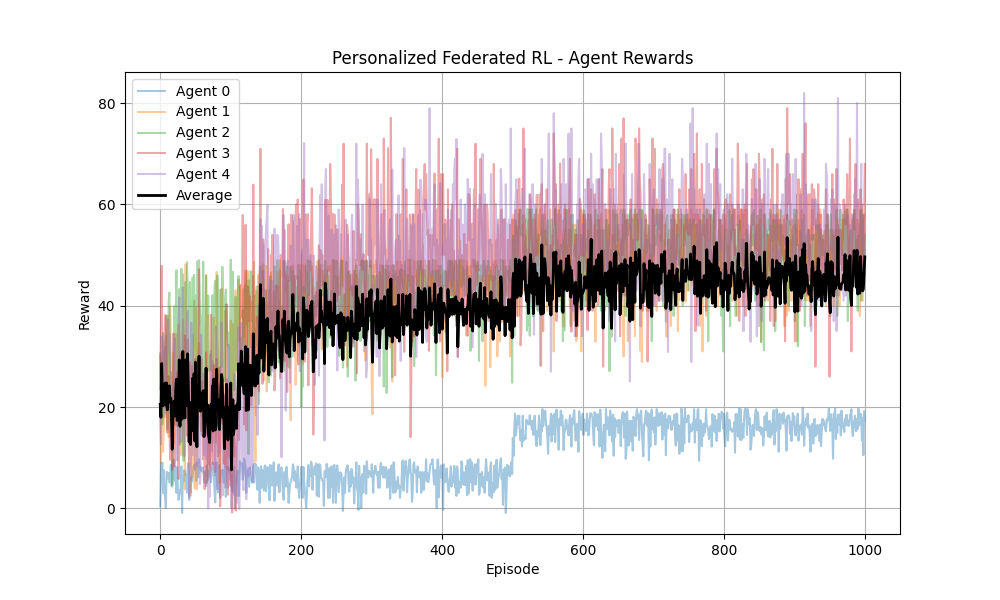 Personalized Federated RL - Agent Rewards
Agent 0
Agent 1
Agent 2
Agent 3
Agent 4
Average
Reward
80
60
40
20
0
0 200 400 600 800 1000
Episode